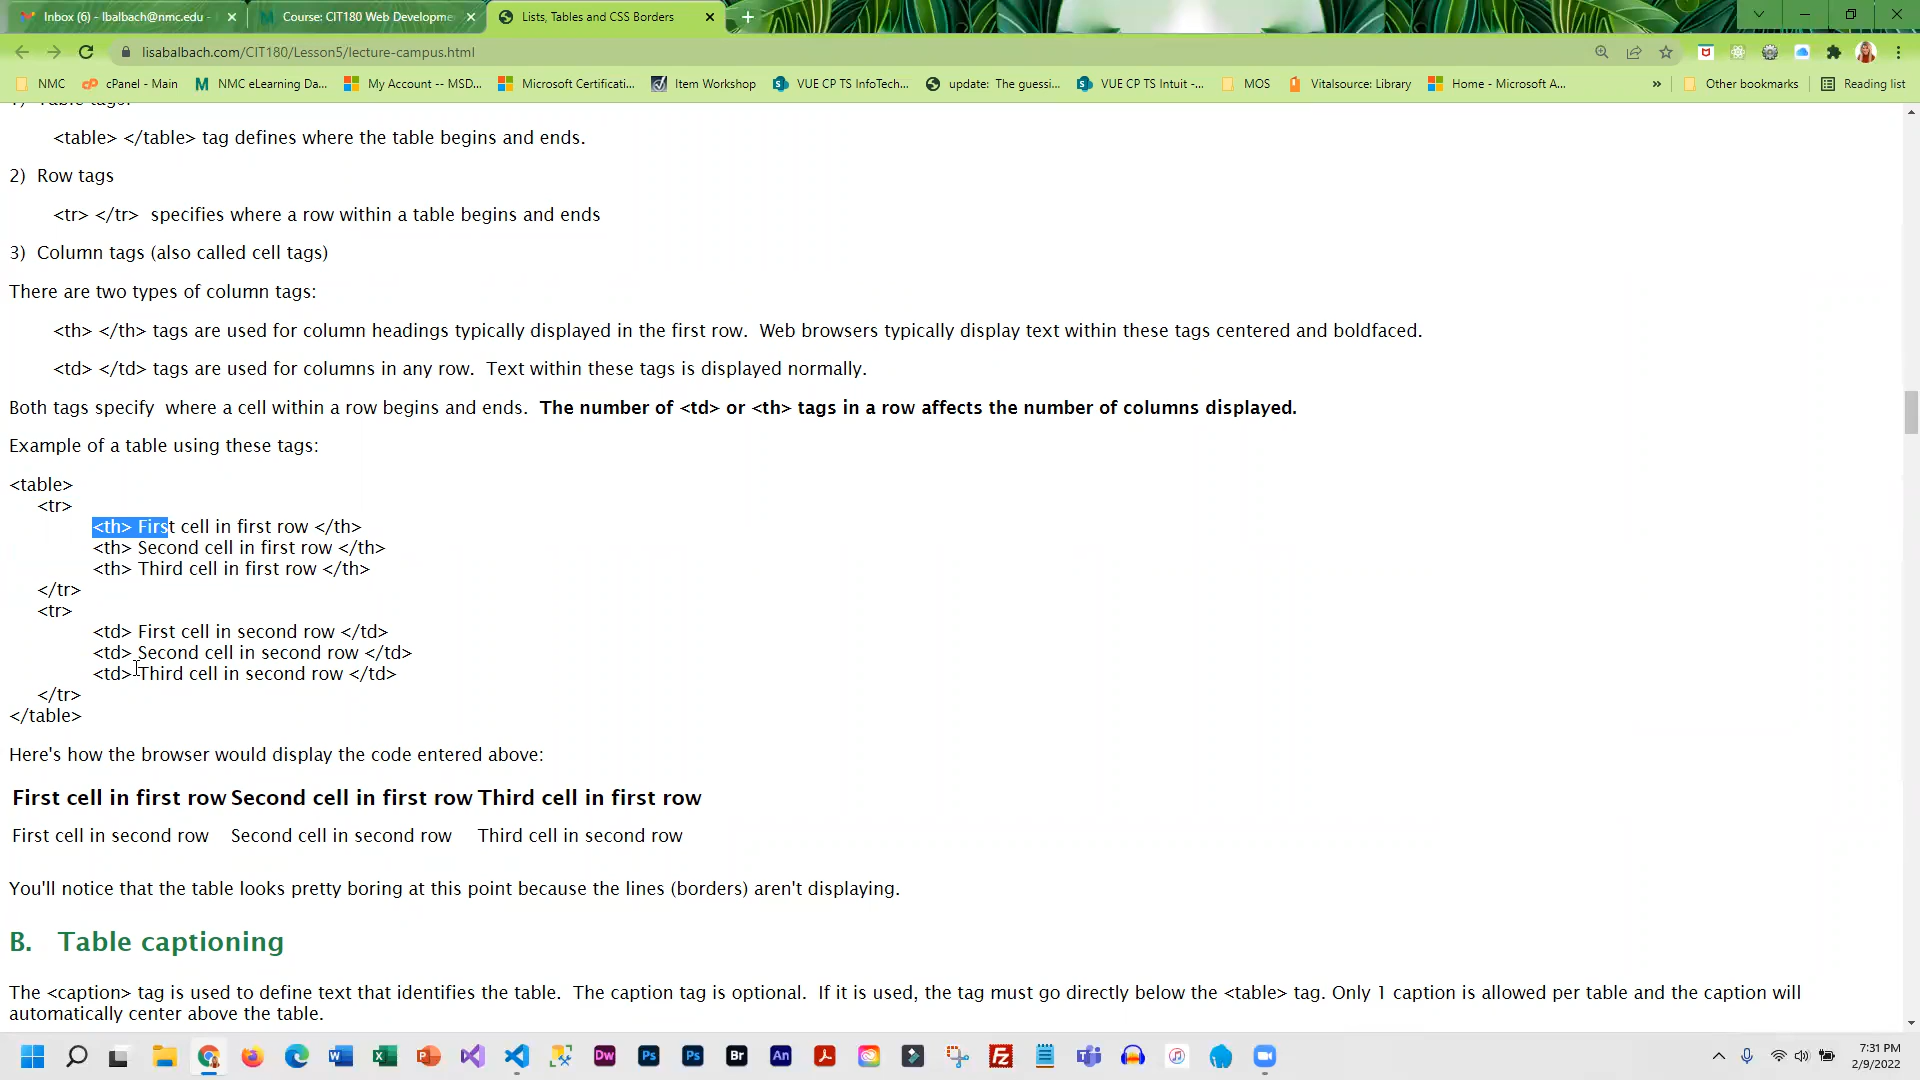 Inbox (6) - lbalbach@nmc.edu -
Course: CIT180 Web Developme
Lists, Tables and CSS Borders
lisabalbach.com/CIT180/Lesson5/lecture-campus.html
NMC
cPanel - Main
NMC eLearning Da...
My Account -- MSD...
Microsoft Certificati...
Item Workshop
VUE CP TS InfoTech...
update: The guessi...
VUE CP TS Intuit -...
MOS
Vitalsource: Library
Home - Microsoft A...
»
Other bookmarks
Reading list
1) Table tags:
<table> </table> tag defines where the table begins and ends.
2) Row tags
<tr> </tr> specifies where a row within a table begins and ends
3) Column tags (also called cell tags)
There are two types of column tags:
<th> </th> tags are used for column headings typically displayed in the first row. Web browsers typically display text within these tags centered and boldfaced.
<td> </td> tags are used for columns in any row. Text within these tags is displayed normally.
Both tags specify where a cell within a row begins and ends. The number of <td> or <th> tags in a row affects the number of columns displayed.
Example of a table using these tags:
<table>
<tr>
<th> First cell in first row </th>
<th> Second cell in first row </th>
<th> Third cell in first row </th>
</tr>
<tr>
<td> First cell in second row </td>
<td> Second cell in second row </td>
<td> Third cell in second row </td>
</tr>
</table>
Here's how the browser would display the code entered above:
First cell in first row Second cell in first row Third cell in first row
First cell in second row Second cell in second row Third cell in second row
You'll notice that the table looks pretty boring at this point because the lines (borders) aren't displaying.
B. Table captioning
The <caption> tag is used to define text that identifies the table. The caption tag is optional. If it is used, the tag must go directly below the <table> tag. Only 1 caption is allowed per table and the caption will
automatically center above the table.
Dw
Ps
Ps
Br
An
7:31 PM
2/9/2022